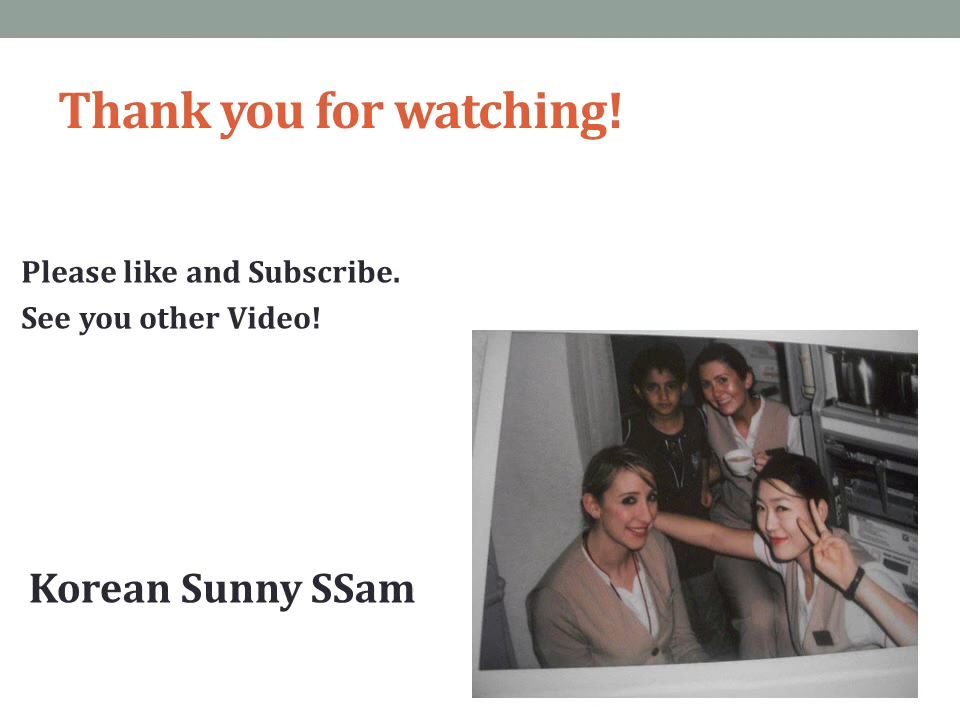 Thank you for watching!
Please like and Subscribe.
See you other Video!
Korean Sunny SSam